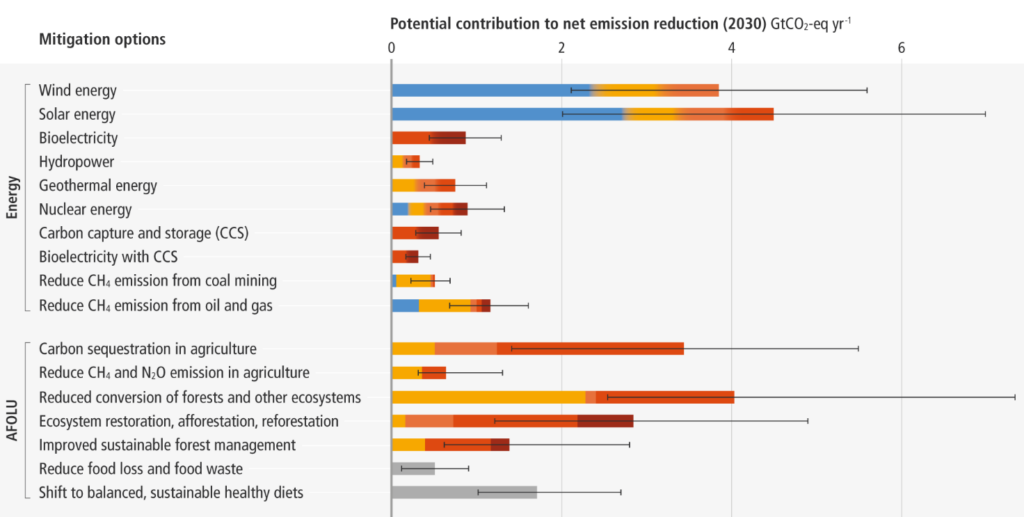 Potential contribution to net emission reduction (2030) GtCO₂-eq yr⁻¹
Mitigation options
0 2 4 6
Energy
Wind energy
Solar energy
Bioelectricity
Hydropower
Geothermal energy
Nuclear energy
Carbon capture and storage (CCS)
Bioelectricity with CCS
Reduce CH₄ emission from coal mining
Reduce CH₄ emission from oil and gas
AFOLU
Carbon sequestration in agriculture
Reduce CH₄ and N₂O emission in agriculture
Reduced conversion of forests and other ecosystems
Ecosystem restoration, afforestation, reforestation
Improved sustainable forest management
Reduce food loss and food waste
Shift to balanced, sustainable healthy diets